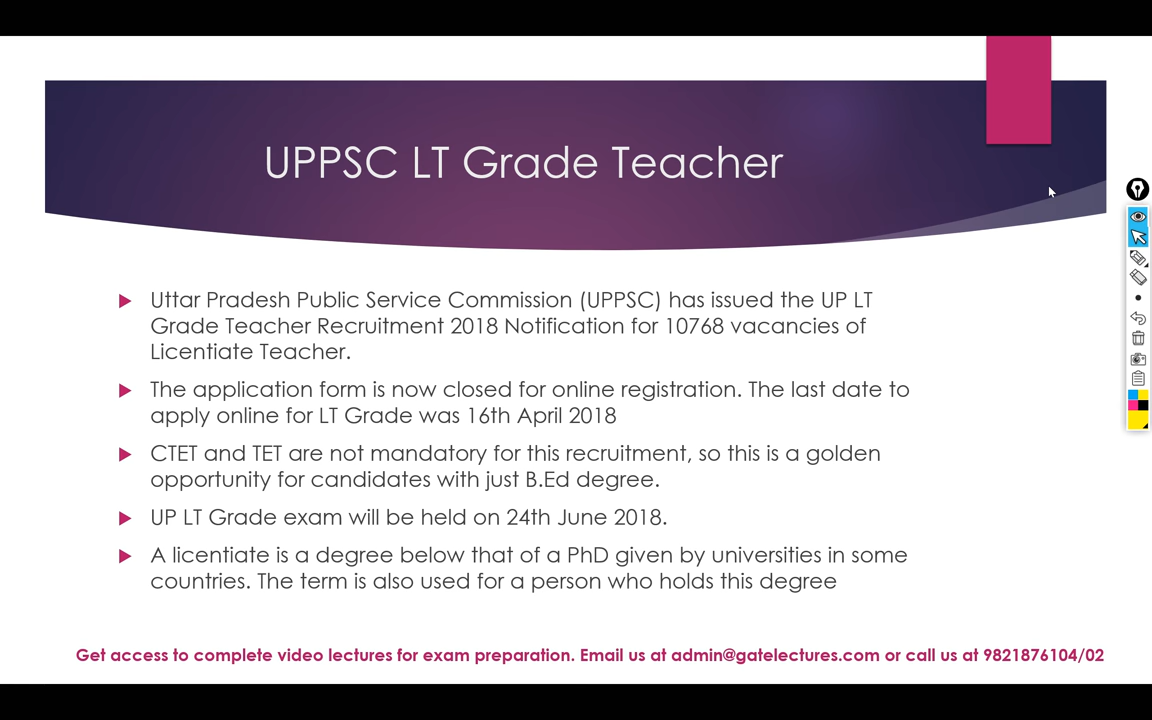 UPPSC LT Grade Teacher
Uttar Pradesh Public Service Commission (UPPSC) has issued the UP LT
Grade Teacher Recruitment 2018 Notification for 10768 vacancies of
Licentiate Teacher.
The application form is now closed for online registration. The last date to
apply online for LT Grade was 16th April 2018
CTET and TET are not mandatory for this recruitment, so this is a golden
opportunity for candidates with just B.Ed degree.
UP LT Grade exam will be held on 24th June 2018.
A licentiate is a degree below that of a PhD given by universities in some
countries. The term is also used for a person who holds this degree
Get access to complete video lectures for exam preparation. Email us at admin@gatelectures.com or call us at 9821876104/02